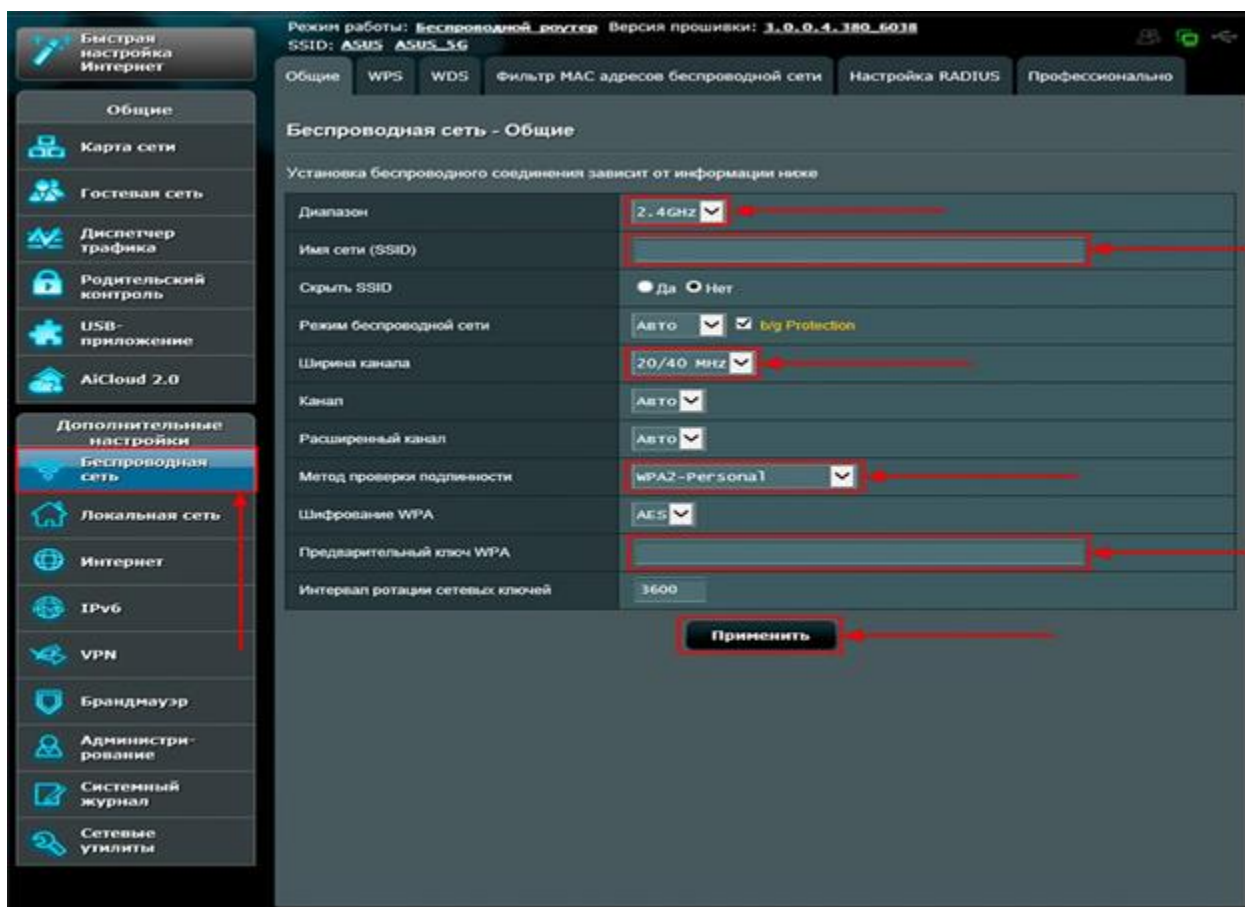 Быстрая
настройка
Интернет
Общие
Карта сети
Гостевая сеть
Диспетчер
трафика
Родительский
контроль
USB-
приложение
AiCloud 2.0
Дополнительные
настройки
Беспроводная
сеть
Локальная сеть
Интернет
IPv6
VPN
Брандмауэр
Администри-
рование
Системный
журнал
Сетевые
утилиты
Режим работы: Беспроводной роутер Версия прошивки: 3.0.0.4.380_6038
SSID: ASUS ASUS_5G
Общие WPS WDS Фильтр MAC адресов беспроводной сети Настройка RADIUS Профессионально
Беспроводная сеть - Общие
Установка беспроводного соединения зависит от информации ниже
Диапазон 2.4GHz
Имя сети (SSID)
Скрыть SSID Да Нет
Режим беспроводной сети Авто b/g Protection
Ширина канала 20/40 MHz
Канал Авто
Расширенный канал Авто
Метод проверки подлинности WPA2-Personal
Шифрование WPA AES
Предварительный ключ WPA
Интервал ротации сетевых ключей 3600
Применить